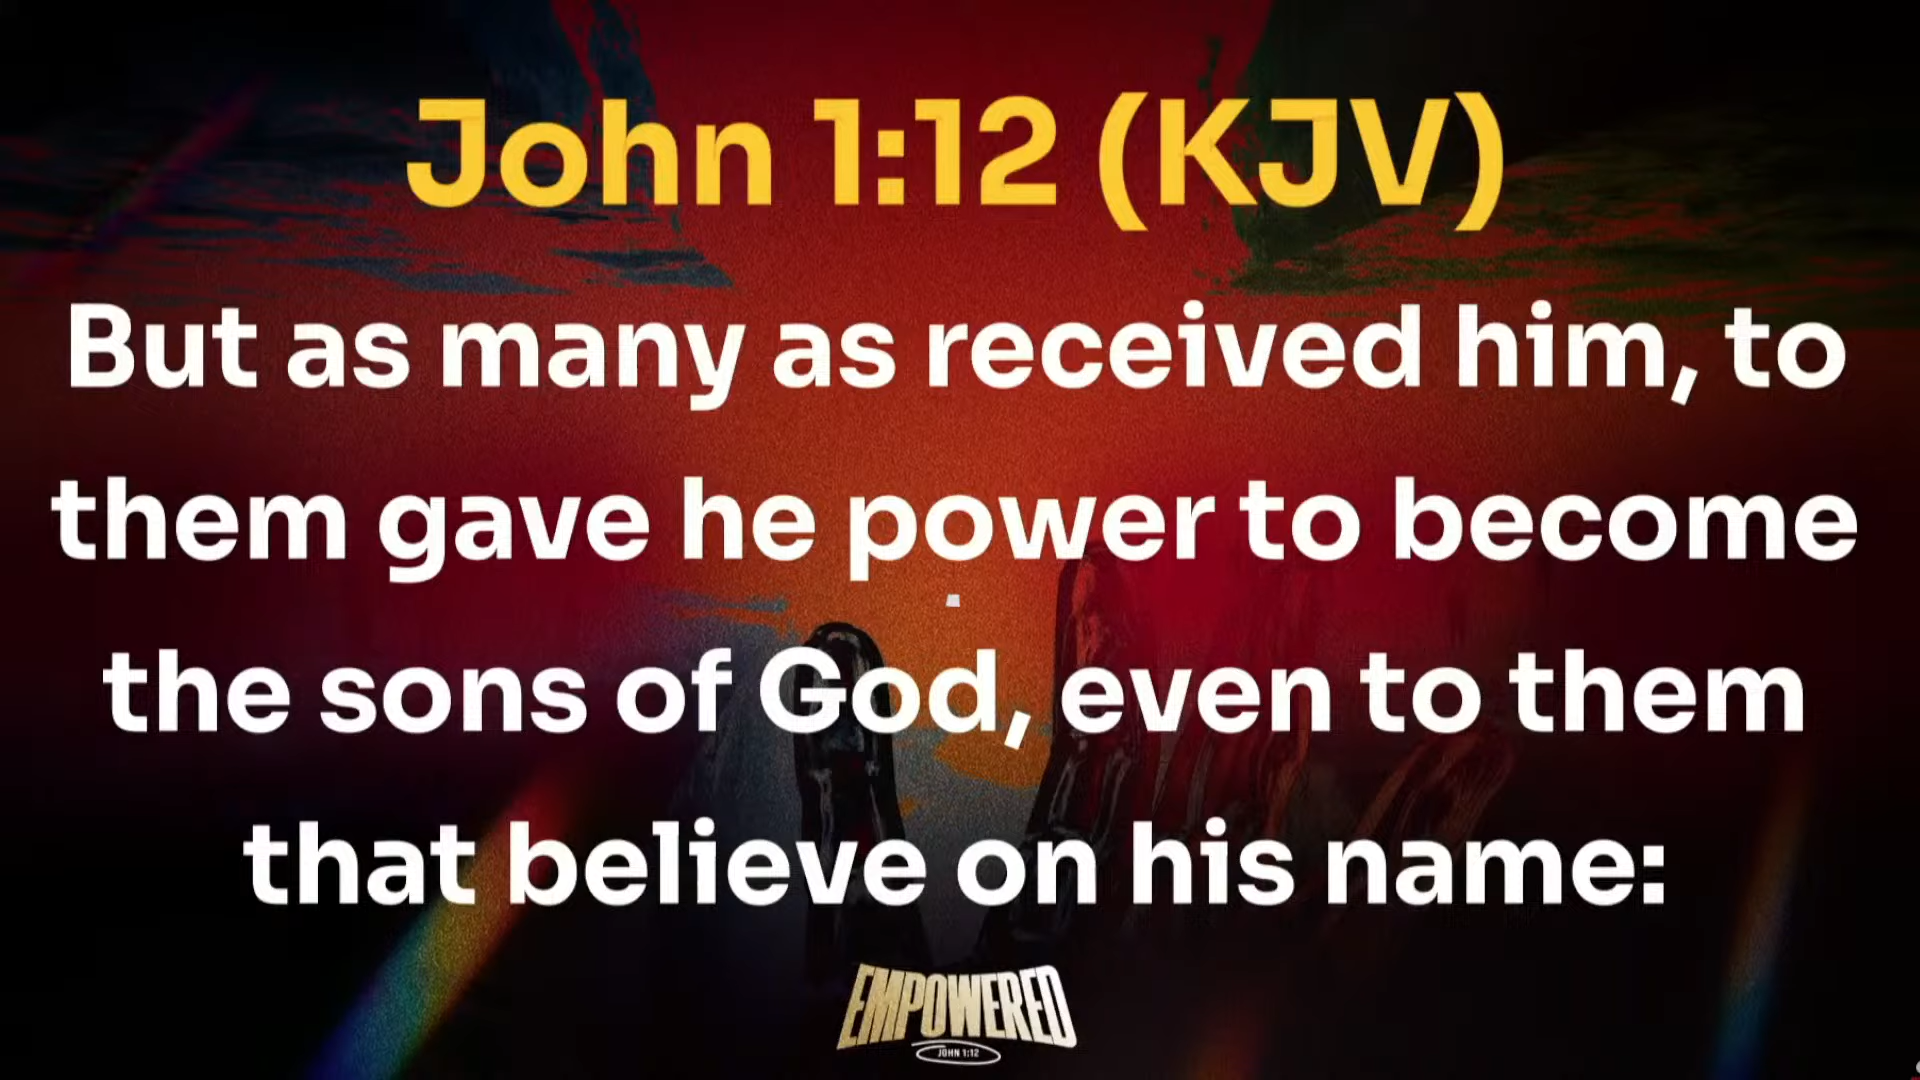 John 1:12 (KJV)
But as many as received him, to
them gave he power to become
the sons of God, even to them
that believe on his name:
EMPOWERED
JOHN 1:12